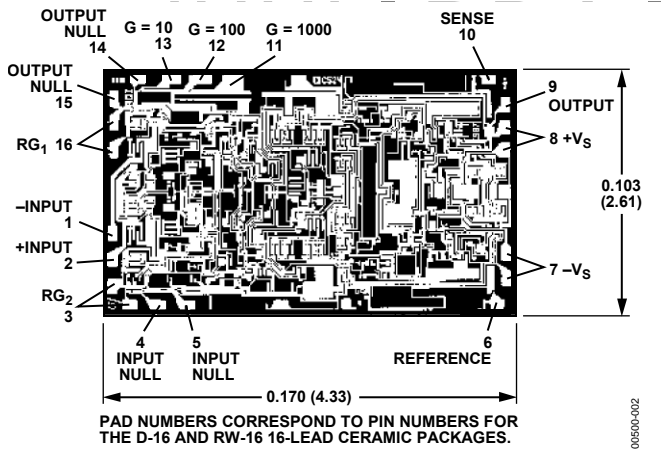 OUTPUT
NULL
14
G = 10
13
G = 100
12
G = 1000
11
SENSE
10
OUTPUT
NULL
15
9
OUTPUT
RG1 16
8 +VS
–INPUT
1
+INPUT
2
RG2
3
0.103
(2.61)
7 –VS
4
INPUT
NULL
5
INPUT
NULL
6
REFERENCE
0.170 (4.33)
PAD NUMBERS CORRESPOND TO PIN NUMBERS FOR
THE D-16 AND RW-16 16-LEAD CERAMIC PACKAGES.
00500-002